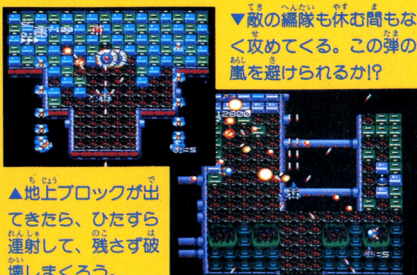 ▼敵の編隊も休む間もな
く攻めてくる。この弾の
嵐を避けられるか!?
▲地上ブロックが出
てきたら、ひたすら
連射して、残さず破
壊しまくろう。